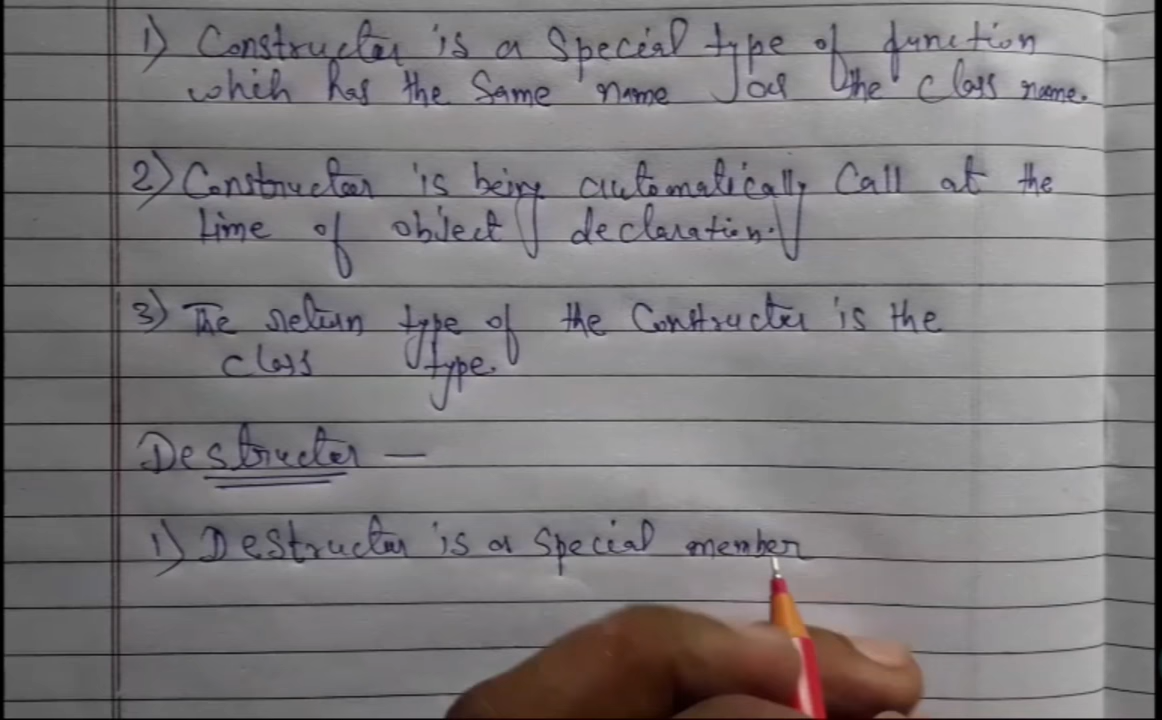 1) Constructor is a Special type of function
which has the Same name as the class name.
2) Constructor is being automatically Call at the
time of object declaration.
3) The return type of the Constructor is the
class type.
Destructor —
1) Destructor is a special member